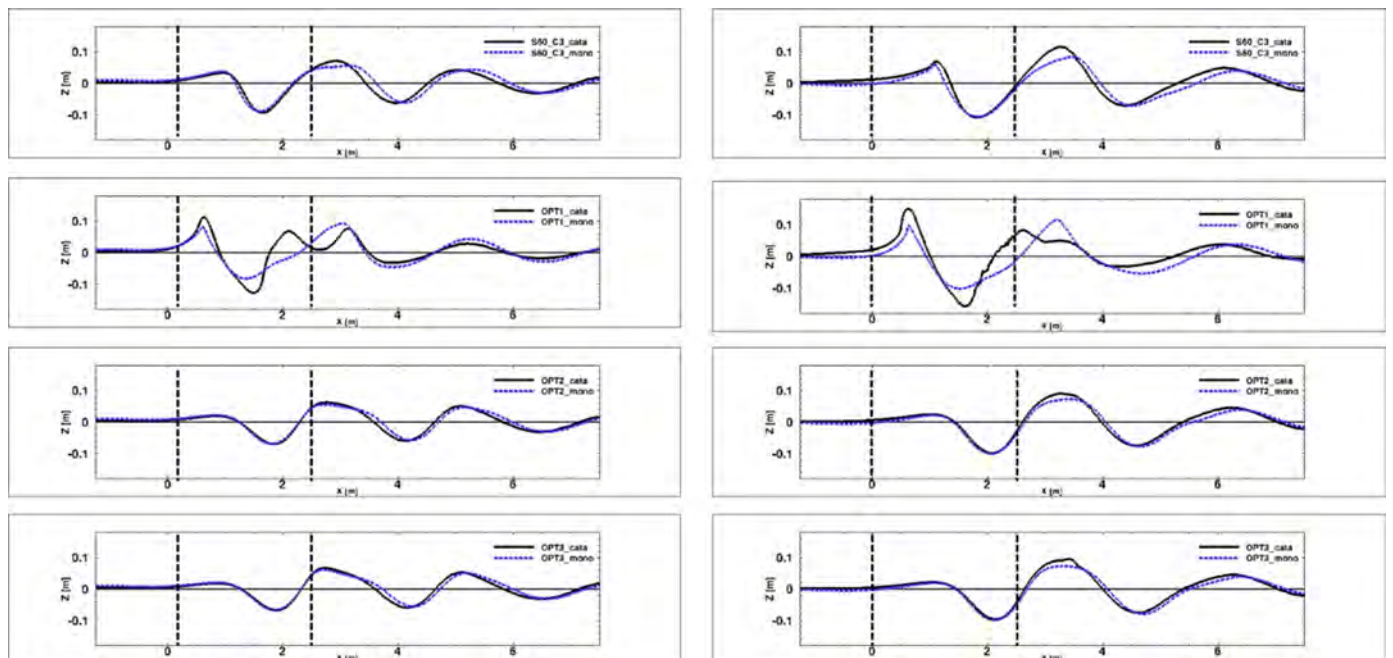 S60_C3_cata
S60_C3_mono
0.1
0
-0.1
Z [m]
0 2 4 6
X [m]
S60_C3_cata
S60_C3_mono
0.1
0
-0.1
Z [m]
0 2 4 6
X [m]
OPT1_cata
OPT1_mono
0.1
0
-0.1
Z [m]
0 2 4 6
X [m]
OPT1_cata
OPT1_mono
0.1
0
-0.1
Z [m]
0 2 4 6
X [m]
OPT2_cata
OPT2_mono
0.1
0
-0.1
Z [m]
0 2 4 6
X [m]
OPT2_cata
OPT2_mono
0.1
0
-0.1
Z [m]
0 2 4 6
X [m]
OPT3_cata
OPT3_mono
0.1
0
-0.1
Z [m]
0 2 4 6
X [m]
OPT3_cata
OPT3_mono
0.1
0
-0.1
Z [m]
0 2 4 6
X [m]